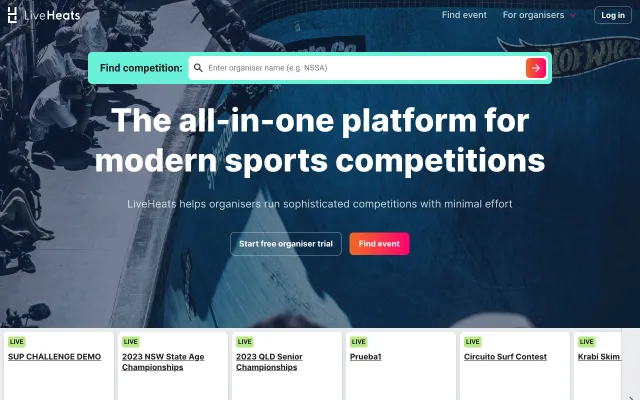 LiveHeats
Find event
For organisers
Log in
Find competition:
Enter organiser name (e.g. NSSA)
The all-in-one platform for
modern sports competitions
LiveHeats helps organisers run sophisticated competitions with minimal effort
Start free organiser trial
Find event
LIVE
SUP CHALLENGE DEMO
LIVE
2023 NSW State Age
Championships
LIVE
2023 QLD Senior
Championships
LIVE
Prueba1
LIVE
Circuito Surf Contest
LIVE
Krabi Skim